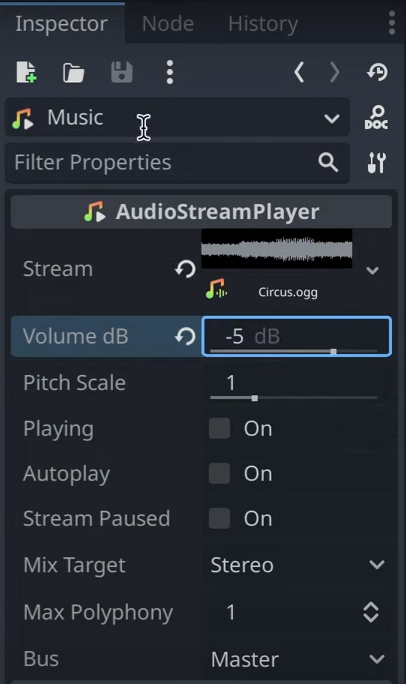 Inspector Node History
Music
DOC
Filter Properties
AudioStreamPlayer
Stream
Circus.ogg
Volume dB -5 dB
Pitch Scale 1
Playing On
Autoplay On
Stream Paused On
Mix Target Stereo
Max Polyphony 1
Bus Master